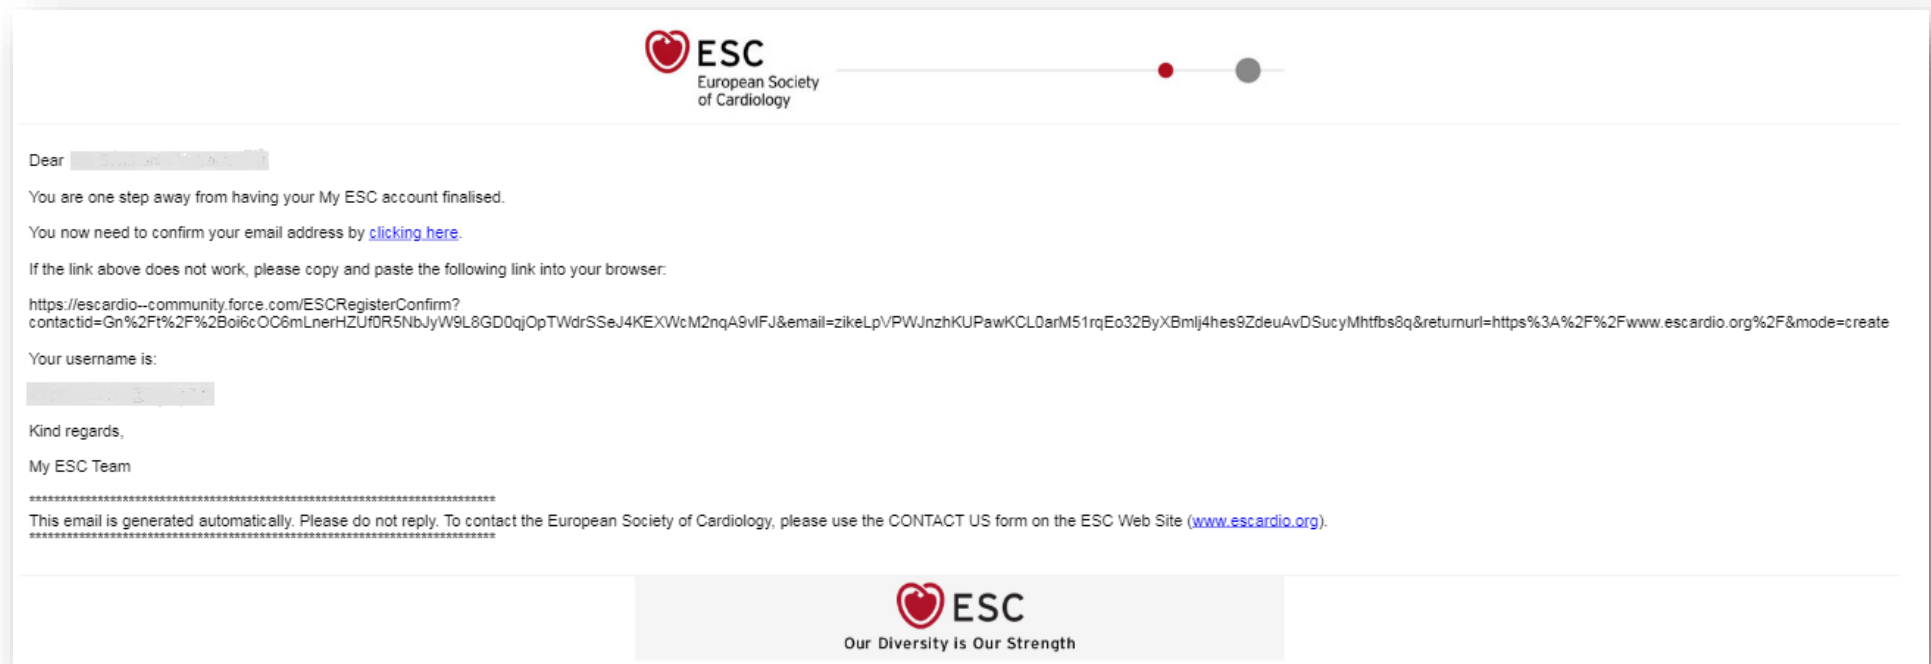 ESC
European Society
of Cardiology
Dear
You are one step away from having your My ESC account finalised.
You now need to confirm your email address by clicking here.
If the link above does not work, please copy and paste the following link into your browser:
https://escardio--community.force.com/ESCRegisterConfirm?
contactid=Gn%2Ft%2F%2Boi6cOC6mLnerHZUf0R5NbJyW9L8GD0qjOpTWdrSSeJ4KEXWcM2nqA9vlFJ&email=zikeLpVPWJnzhKUPawKCL0arM51rqEo32ByXBmlj4hes9ZdeuAvDSucyMhtfbs8q&returnurl=https%3A%2F%2Fwww.escardio.org%2F&mode=create
Your username is:
Kind regards,
My ESC Team
***************************************************************************
This email is generated automatically. Please do not reply. To contact the European Society of Cardiology, please use the CONTACT US form on the ESC Web Site (www.escardio.org).
***************************************************************************
ESC
Our Diversity is Our Strength